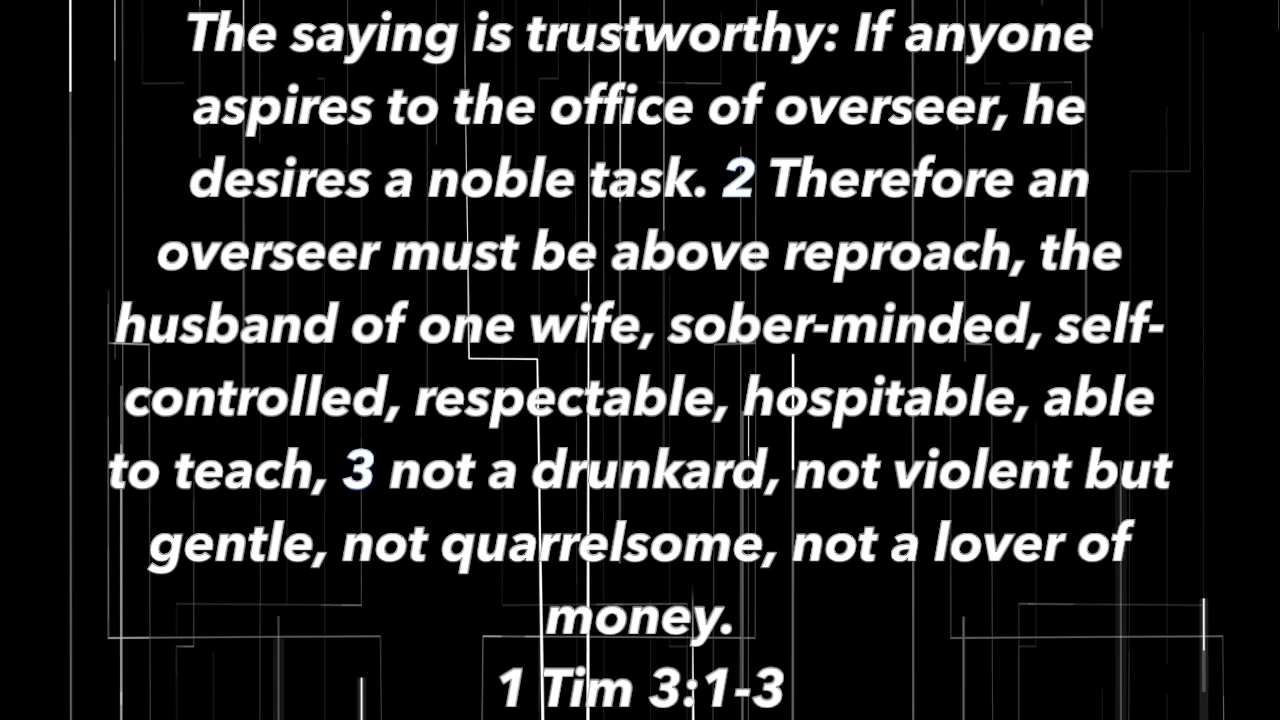 The saying is trustworthy: If anyone
aspires to the office of overseer, he
desires a noble task. 2 Therefore an
overseer must be above reproach, the
husband of one wife, sober-minded, self-
controlled, respectable, hospitable, able
to teach, 3 not a drunkard, not violent but
gentle, not quarrelsome, not a lover of
money.
1 Tim 3:1-3